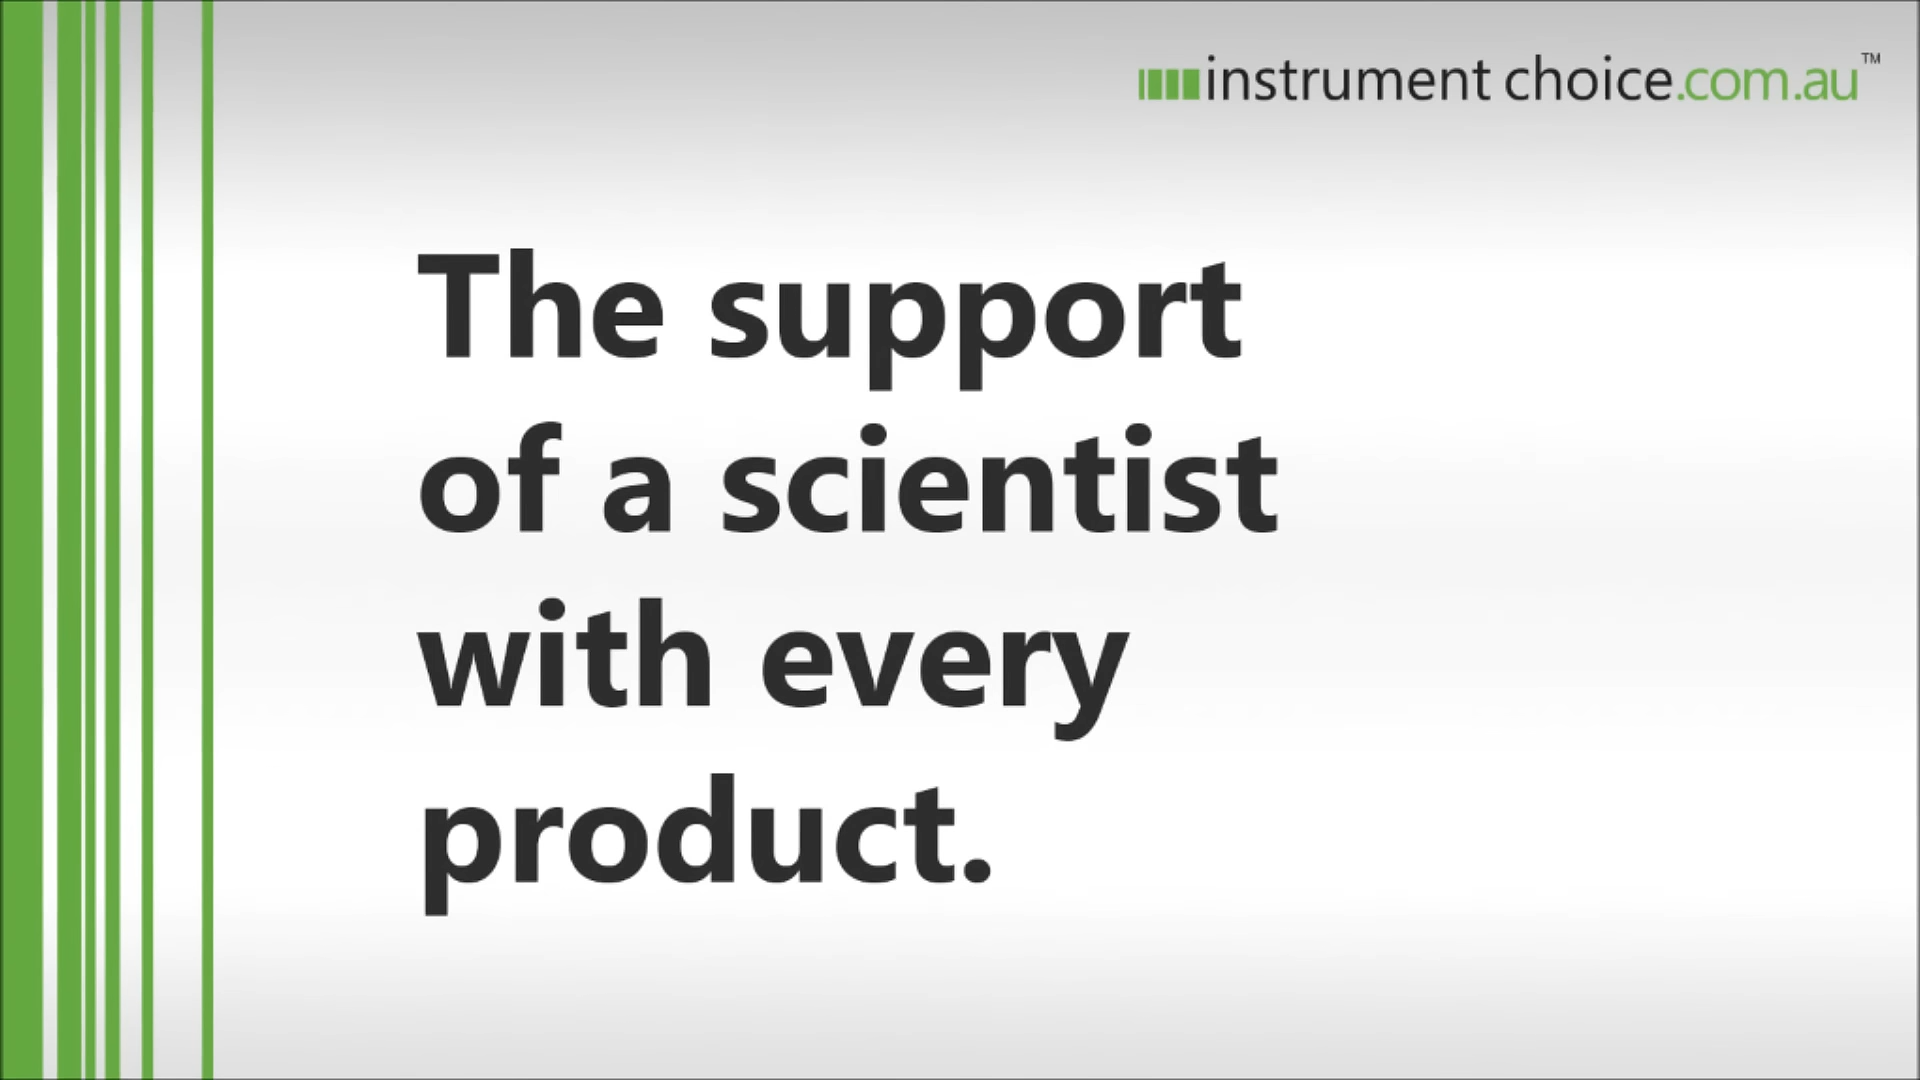 instrument choice.com.au™
The support
of a scientist
with every
product.